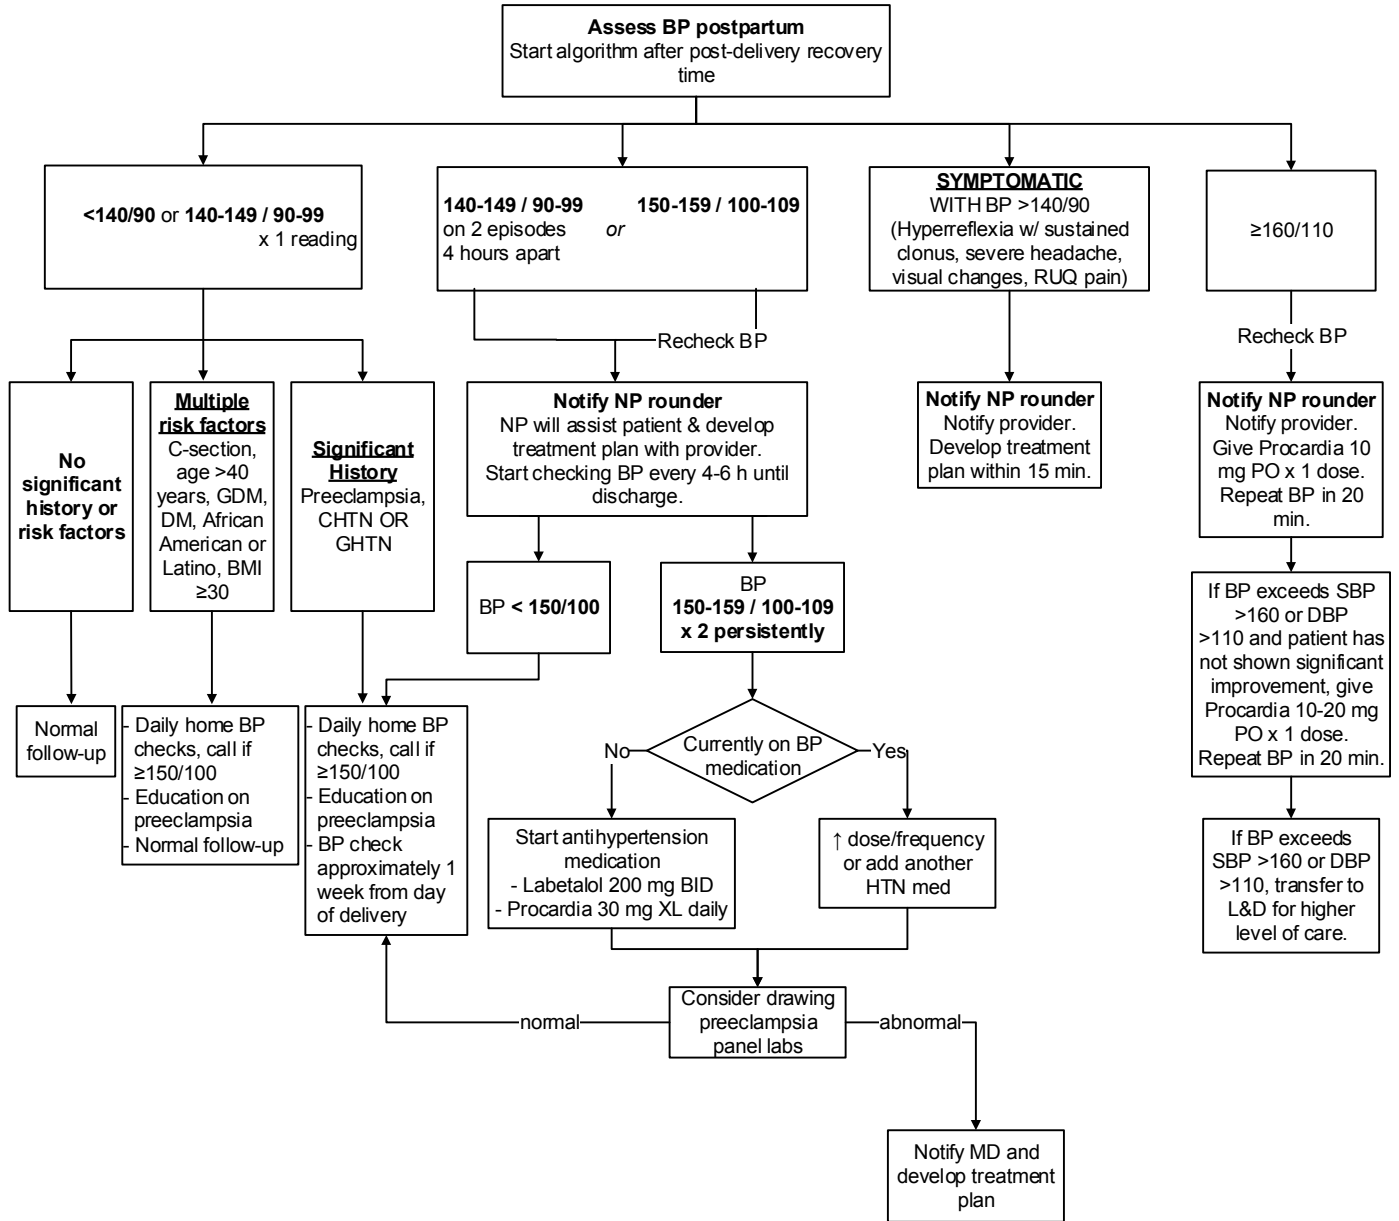 Assess BP postpartum
Start algorithm after post-delivery recovery
time
<140/90 or 140-149 / 90-99
x 1 reading
140-149 / 90-99
on 2 episodes
4 hours apart
or
150-159 / 100-109
SYMPTOMATIC
WITH BP >140/90
(Hyperreflexia w/ sustained
clonus, severe headache,
visual changes, RUQ pain)
≥160/110
Recheck BP
Recheck BP
No
significant
history or
risk factors
Multiple
risk factors
C-section,
age >40
years, GDM,
DM, African
American or
Latino, BMI
≥30
Significant
History
Preeclampsia,
CHTN OR
GHTN
Notify NP rounder
NP will assist patient & develop
treatment plan with provider.
Start checking BP every 4-6 h until
discharge.
Notify NP rounder
Notify provider.
Develop treatment
plan within 15 min.
Notify NP rounder
Notify provider.
Give Procardia 10
mg PO x 1 dose.
Repeat BP in 20
min.
BP < 150/100
BP
150-159 / 100-109
x 2 persistently
If BP exceeds SBP
>160 or DBP
>110 and patient has
not shown significant
improvement, give
Procardia 10-20 mg
PO x 1 dose.
Repeat BP in 20 min.
Normal
follow-up
- Daily home BP
checks, call if
≥150/100
- Education on
preeclampsia
- Normal follow-up
- Daily home BP
checks, call if
≥150/100
- Education on
preeclampsia
- BP check
approximately 1
week from day
of delivery
No
Currently on BP
medication
Yes
Start antihypertension
medication
- Labetalol 200 mg BID
- Procardia 30 mg XL daily
↑ dose/frequency
or add another
HTN med
If BP exceeds
SBP >160 or DBP
>110, transfer to
L&D for higher
level of care.
normal
Consider drawing
preeclampsia
panel labs
abnormal
Notify MD and
develop treatment
plan